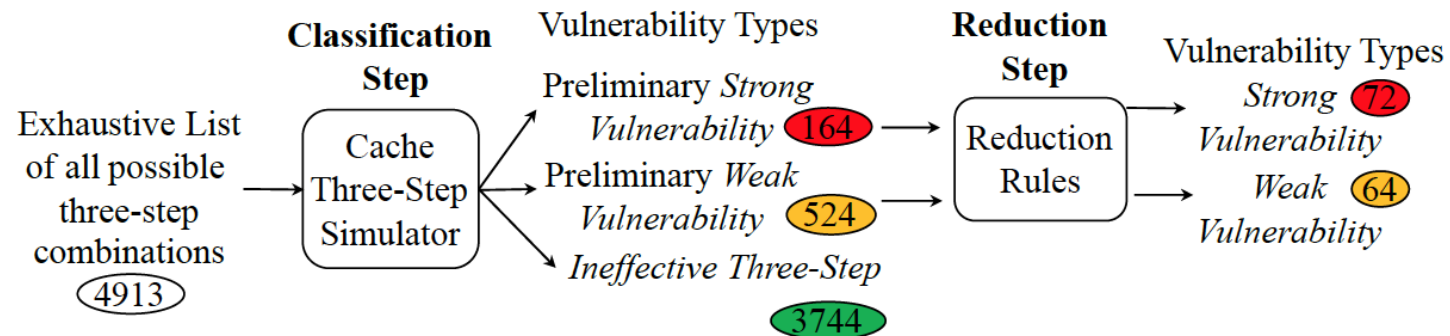 Exhaustive List
of all possible
three-step
combinations
4913
Classification
Step
Cache
Three-Step
Simulator
Vulnerability Types
Preliminary Strong
Vulnerability 164
Preliminary Weak
Vulnerability 524
Ineffective Three-Step
3744
Reduction
Step
Reduction
Rules
Vulnerability Types
Strong 72
Vulnerability
Weak 64
Vulnerability